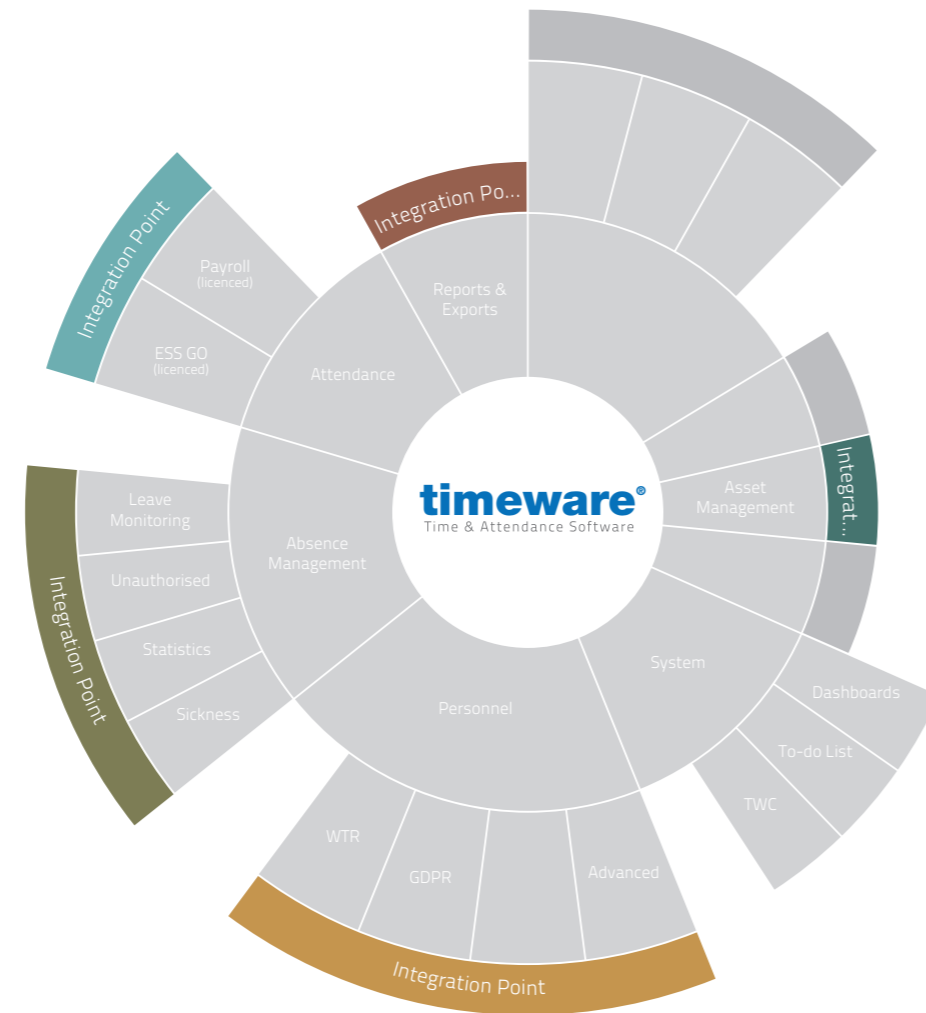 Integration Po...
Reports &
Exports
Integration Point
Payroll
(licenced)
ESS GO
(licenced)
Attendance
timeware®
Time & Attendance Software
Asset
Management
Integrat...
Leave
Monitoring
Unauthorised
Statistics
Sickness
Integration Point
Absence
Management
System
Personnel
Dashboards
To-do List
TWC
WTR
GDPR
Advanced
Integration Point